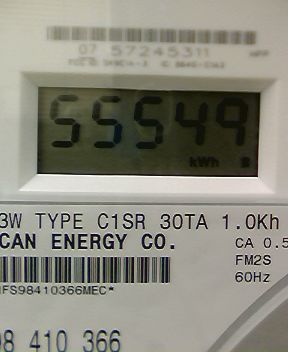 07 57245311
55549
kWh B
3W TYPE C1SR 30TA 1.0Kh
CAN ENERGY CO.
CA 0.5
FM2S
60Hz
IFS98410366MEC*
98 410 366